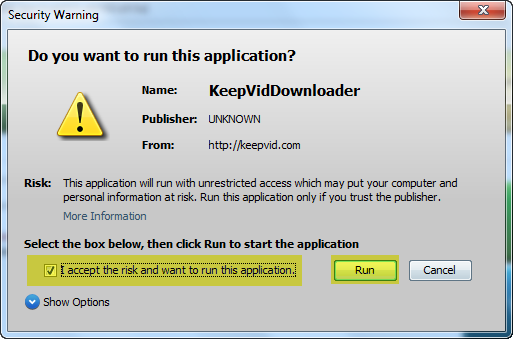 Security Warning
Do you want to run this application?
Name: KeepVidDownloader
Publisher: UNKNOWN
From: http://keepvid.com
Risk: This application will run with unrestricted access which may put your computer and
personal information at risk. Run this application only if you trust the publisher.
More Information
Select the box below, then click Run to start the application
I accept the risk and want to run this application. Run Cancel
Show Options